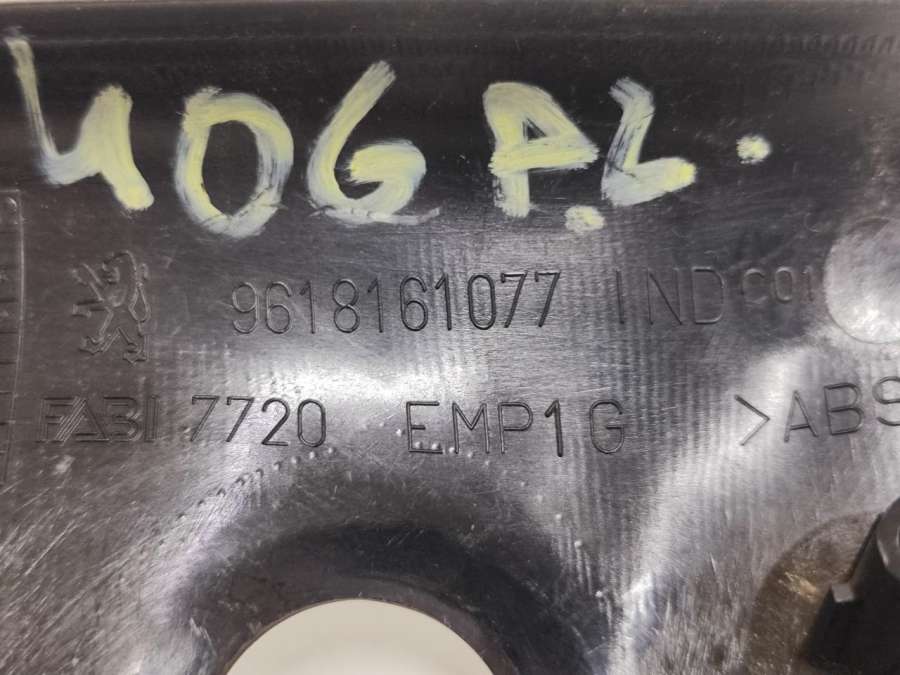 406 P.L.
9618161077 IND C01
FABI 7720 EMP1G >ABS